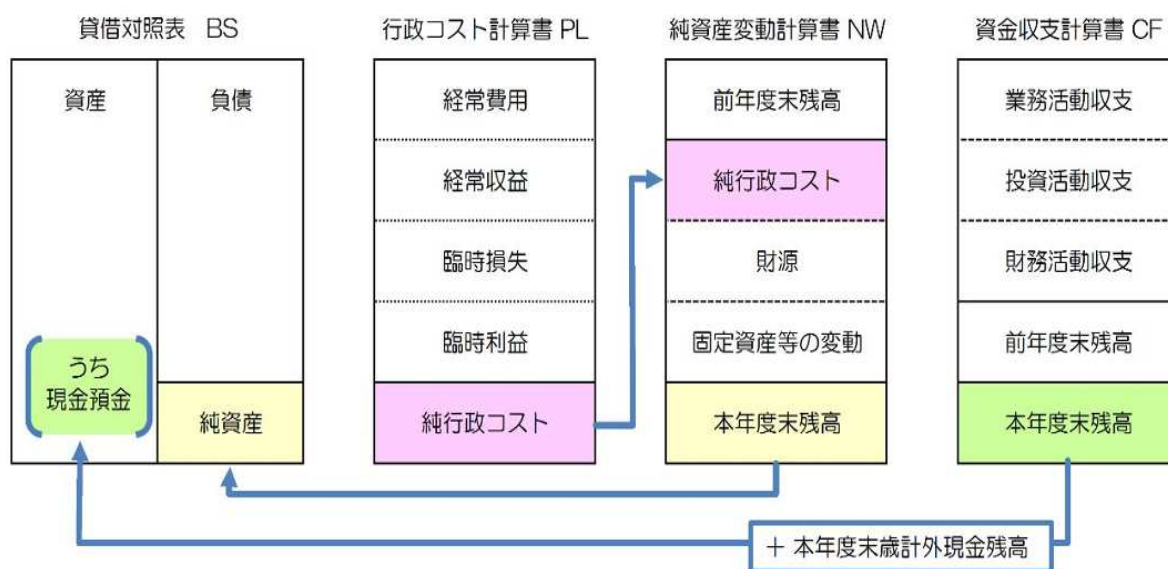 貸借対照表 BS
資産
負債
うち
現金預金
純資産
行政コスト計算書 PL
経常費用
経常収益
臨時損失
臨時利益
純行政コスト
純資産変動計算書 NW
前年度末残高
純行政コスト
財源
固定資産等の変動
本年度末残高
資金収支計算書 CF
業務活動収支
投資活動収支
財務活動収支
前年度末残高
本年度末残高
＋ 本年度末歳計外現金残高